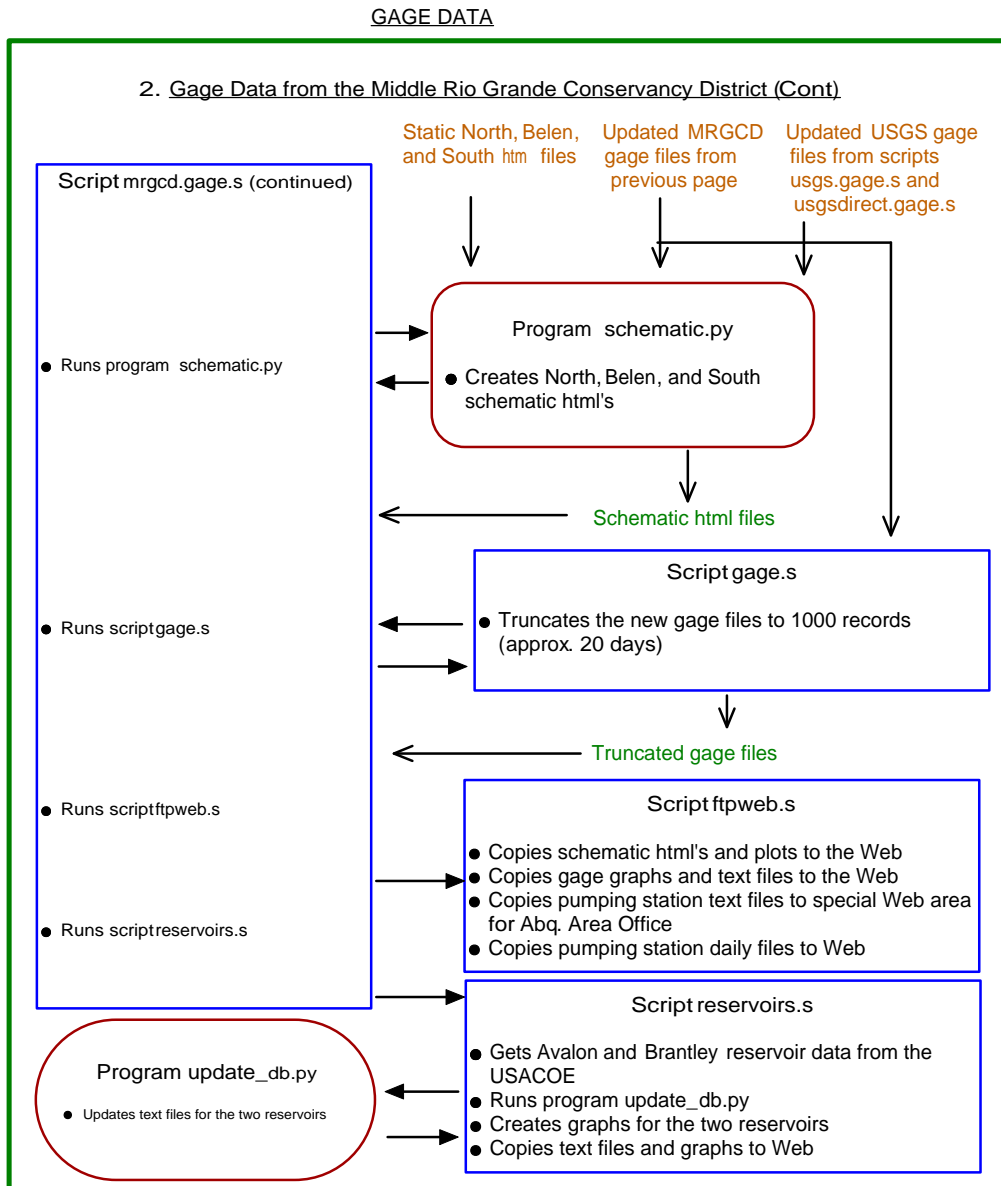 GAGE DATA
2. Gage Data from the Middle Rio Grande Conservancy District (Cont)
Static North, Belen,
and South htm files
Updated MRGCD
gage files from
previous page
Updated USGS gage
files from scripts
usgs.gage.s and
usgsdirect.gage.s
Script mrgcd.gage.s (continued)
Program schematic.py
• Runs program schematic.py
• Creates North, Belen, and South
schematic html's
Schematic html files
Script gage.s
• Runs script gage.s
• Truncates the new gage files to 1000 records
(approx. 20 days)
Truncated gage files
Script ftpweb.s
• Runs script ftpweb.s
• Copies schematic html's and plots to the Web
• Copies gage graphs and text files to the Web
• Copies pumping station text files to special Web area
for Abq. Area Office
• Copies pumping station daily files to Web
• Runs script reservoirs.s
Script reservoirs.s
• Gets Avalon and Brantley reservoir data from the
USACOE
• Runs program update_db.py
• Creates graphs for the two reservoirs
• Copies text files and graphs to Web
Program update_db.py
• Updates text files for the two reservoirs